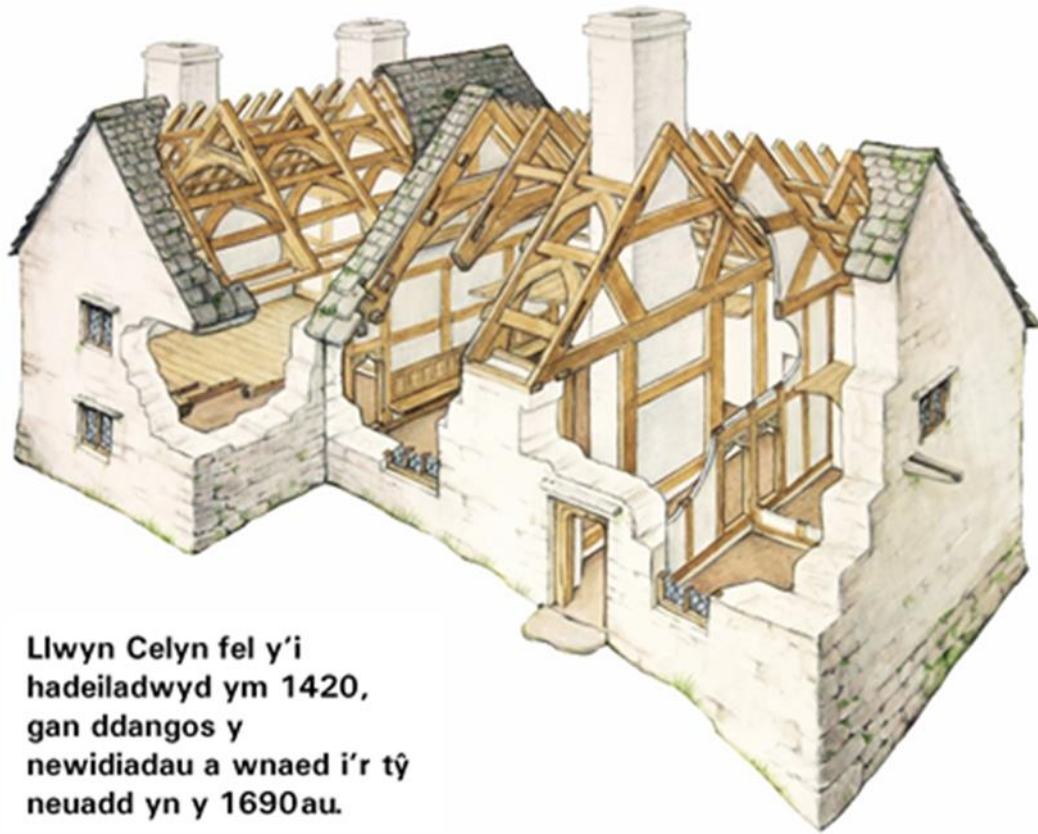 Llwyn Celyn fel y’i
hadeiladwyd ym 1420,
gan ddangos y
newidiadau a wnaed i’r tŷ
neuadd yn y 1690au.